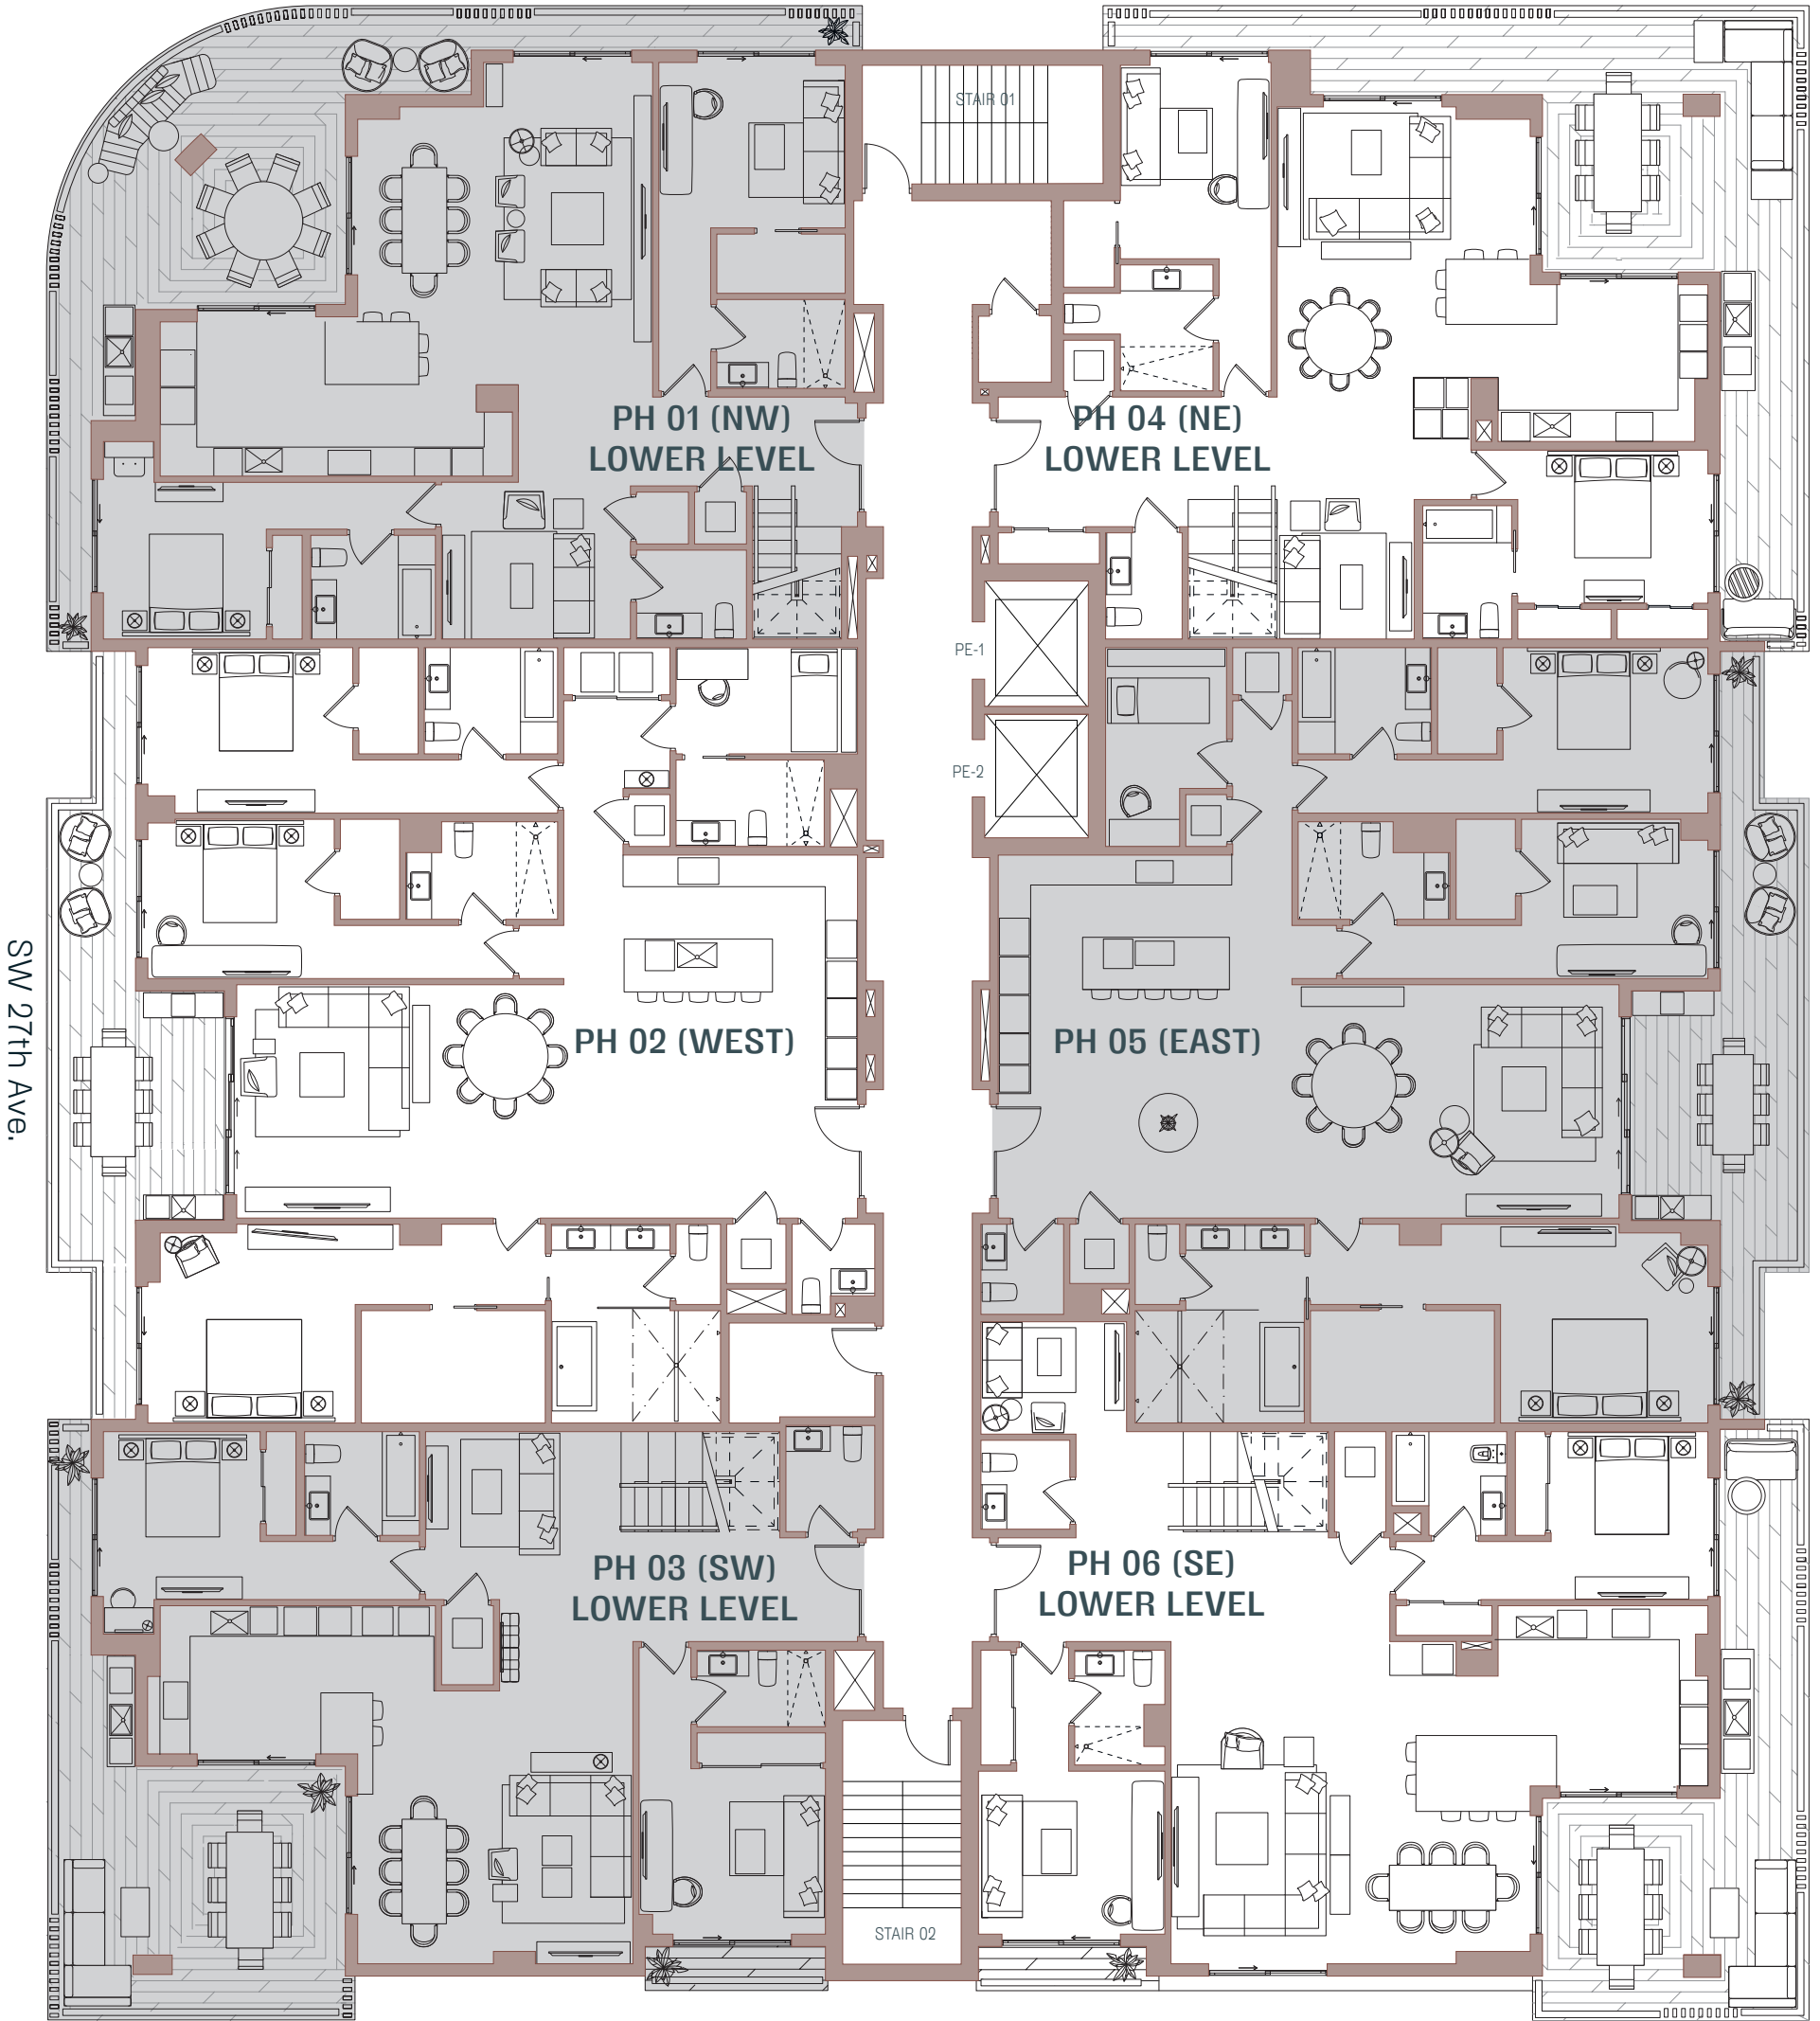 STAIR 01
PH 01 (NW)
LOWER LEVEL
PH 04 (NE)
LOWER LEVEL
PE-1
PE-2
SW 27th Ave.
PH 02 (WEST)
PH 05 (EAST)
PH 03 (SW)
LOWER LEVEL
PH 06 (SE)
LOWER LEVEL
STAIR 02